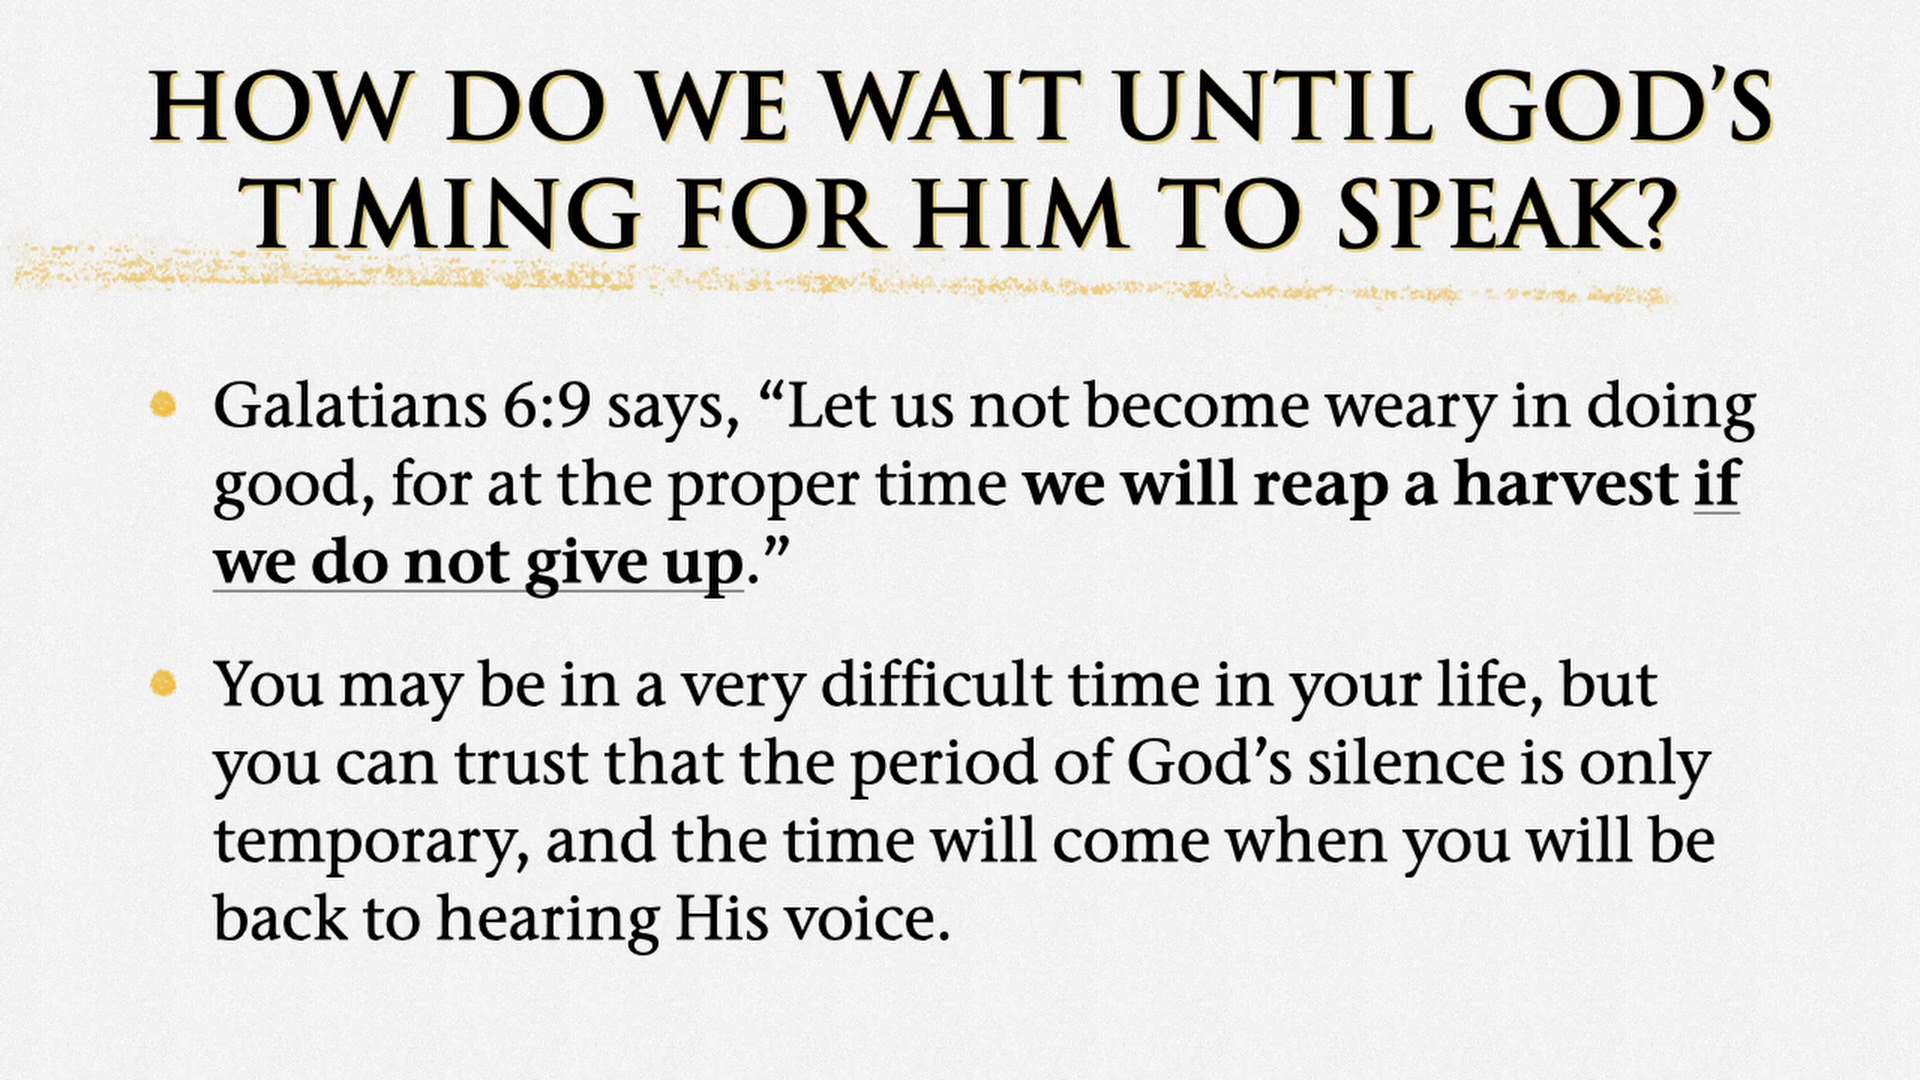 HOW DO WE WAIT UNTIL GOD’S
TIMING FOR HIM TO SPEAK?
• Galatians 6:9 says, “Let us not become weary in doing
good, for at the proper time we will reap a harvest if
we do not give up.”
• You may be in a very difficult time in your life, but
you can trust that the period of God’s silence is only
temporary, and the time will come when you will be
back to hearing His voice.